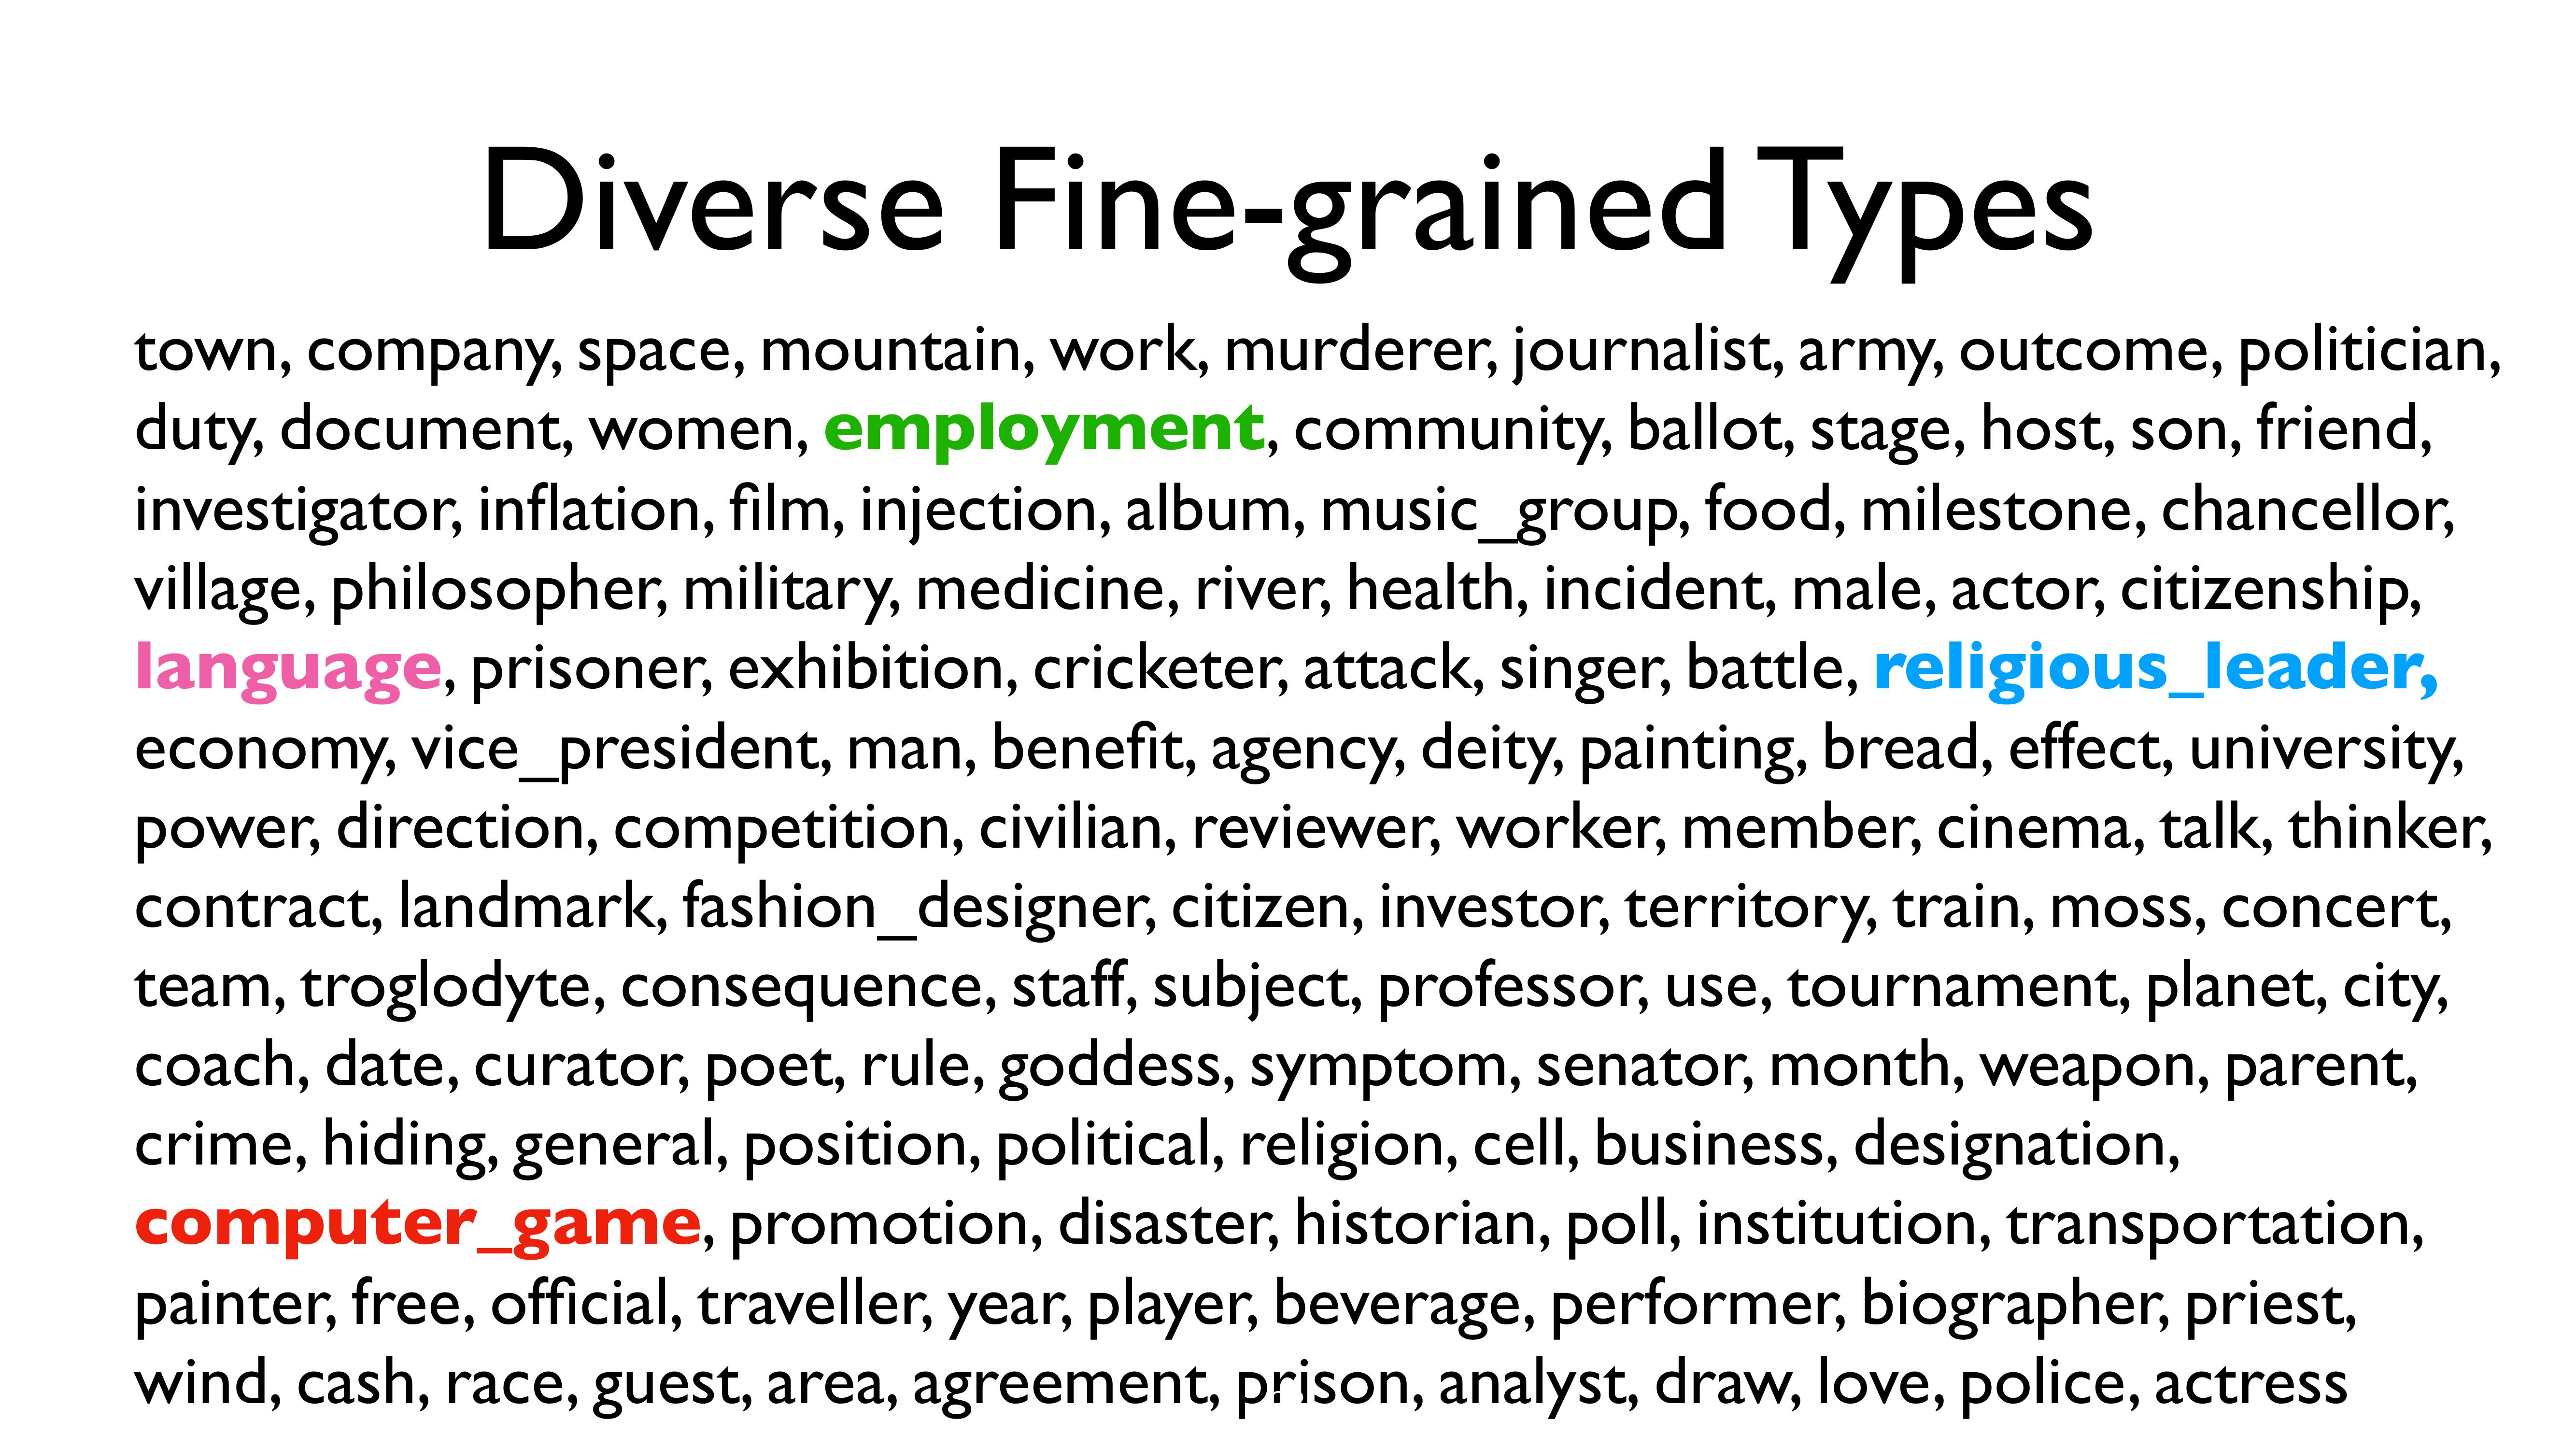 Diverse Fine-grained Types
town, company, space, mountain, work, murderer, journalist, army, outcome, politician,
duty, document, women, employment, community, ballot, stage, host, son, friend,
investigator, inflation, film, injection, album, music_group, food, milestone, chancellor,
village, philosopher, military, medicine, river, health, incident, male, actor, citizenship,
language, prisoner, exhibition, cricketer, attack, singer, battle, religious_leader,
economy, vice_president, man, benefit, agency, deity, painting, bread, effect, university,
power, direction, competition, civilian, reviewer, worker, member, cinema, talk, thinker,
contract, landmark, fashion_designer, citizen, investor, territory, train, moss, concert,
team, troglodyte, consequence, staff, subject, professor, use, tournament, planet, city,
coach, date, curator, poet, rule, goddess, symptom, senator, month, weapon, parent,
crime, hiding, general, position, political, religion, cell, business, designation,
computer_game, promotion, disaster, historian, poll, institution, transportation,
painter, free, official, traveller, year, player, beverage, performer, biographer, priest,
wind, cash, race, guest, area, agreement, prison, analyst, draw, love, police, actress